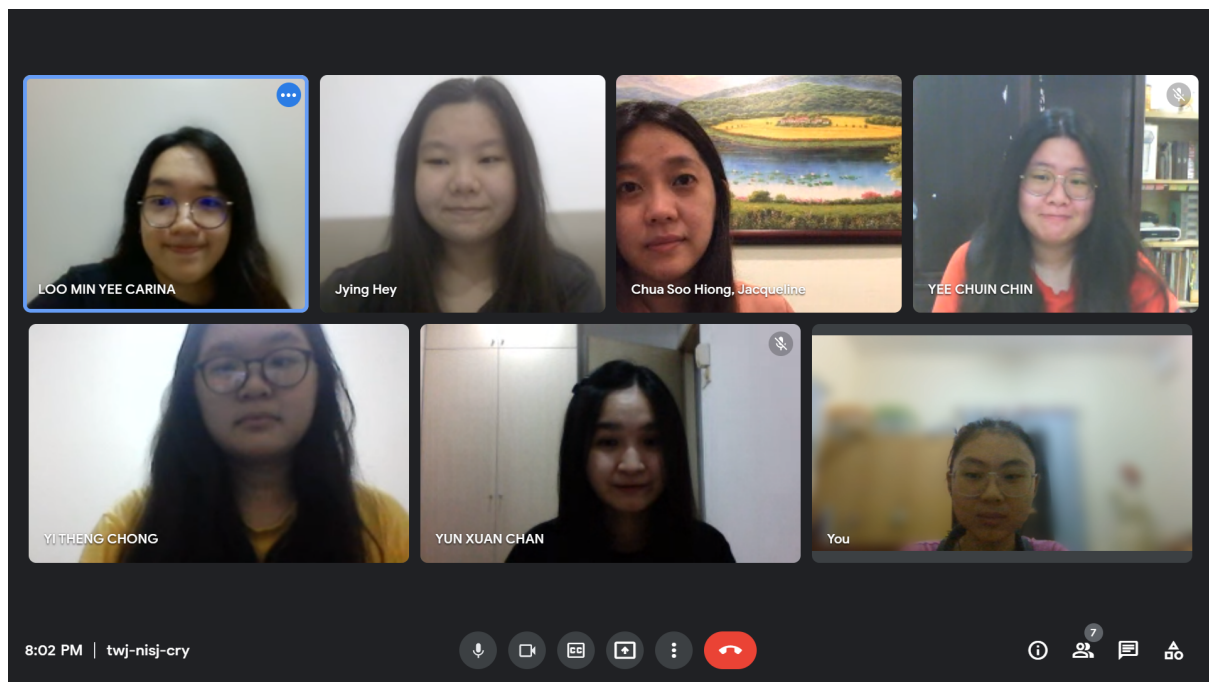 LOO MIN YEE CARINA
Jying Hey
Chua Soo Hiong, Jacqueline
YEE CHUIN CHIN
YI THENG CHONG
YUN XUAN CHAN
You
8:02 PM | twj-nisj-cry
CC
7